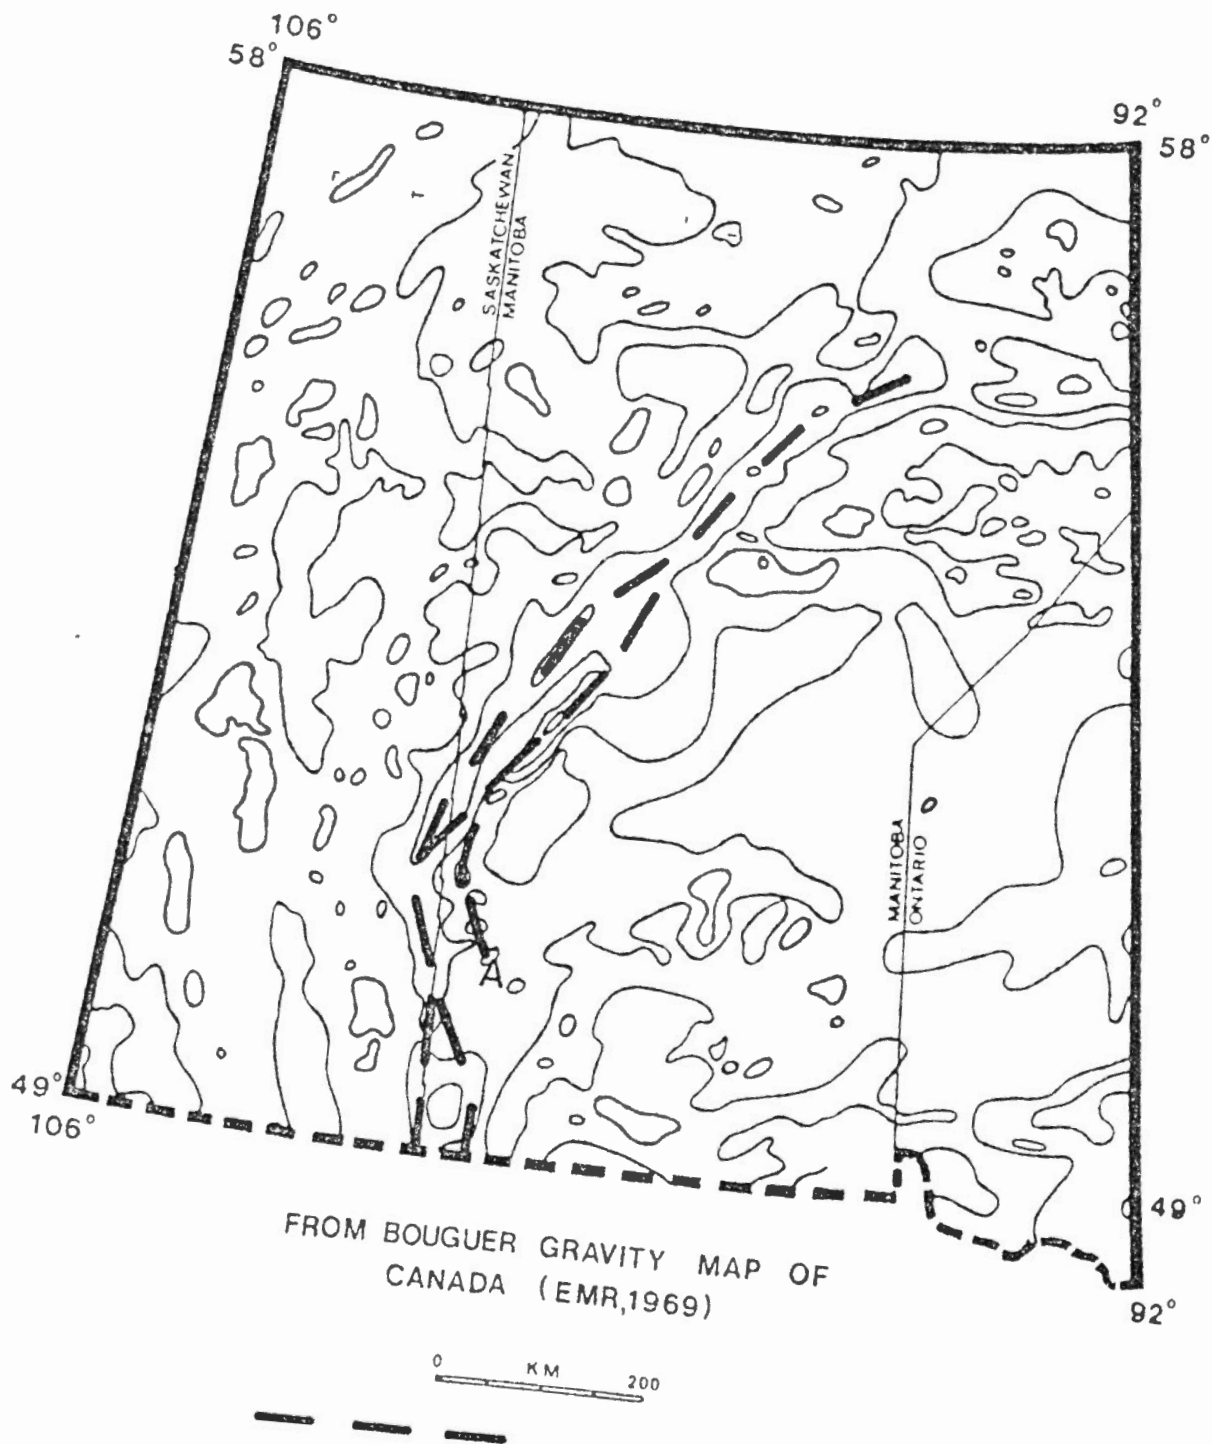 106°
58°
92°
58°
SASKATCHEWAN
MANITOBA
MANITOBA
ONTARIO
A
49°
106°
49°
92°
FROM BOUGUER GRAVITY MAP OF
CANADA (EMR,1969)
0 KM 200